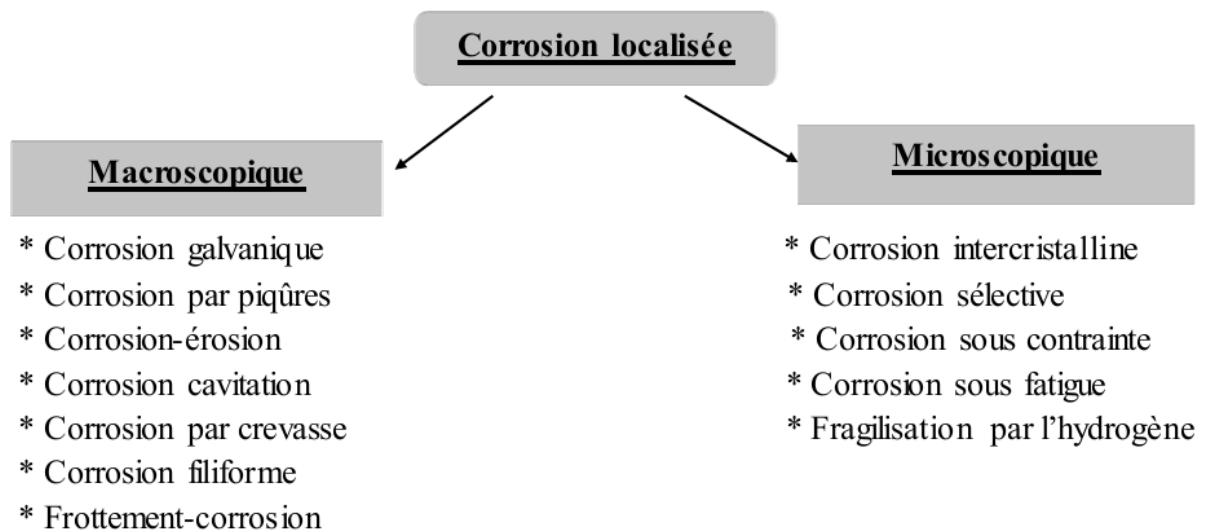 Corrosion localisée
Macroscopique
* Corrosion galvanique
* Corrosion par piqûres
* Corrosion-érosion
* Corrosion cavitation
* Corrosion par crevasse
* Corrosion filiforme
* Frottement-corrosion
Microscopique
* Corrosion intercristalline
* Corrosion sélective
* Corrosion sous contrainte
* Corrosion sous fatigue
* Fragilisation par l’hydrogène